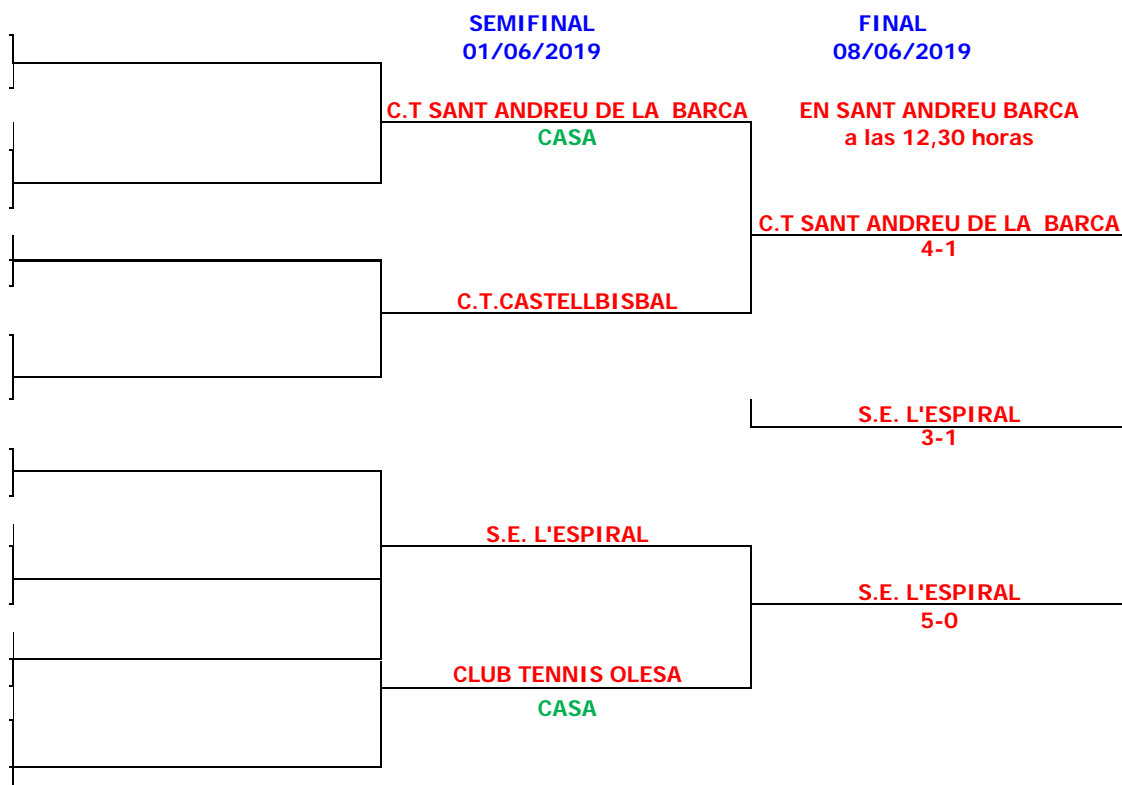 SEMIFINAL
01/06/2019
FINAL
08/06/2019
C.T SANT ANDREU DE LA BARCA
CASA
EN SANT ANDREU BARCA
a las 12,30 horas
C.T SANT ANDREU DE LA BARCA
4-1
C.T.CASTELLBISBAL
S.E. L'ESPIRAL
3-1
S.E. L'ESPIRAL
S.E. L'ESPIRAL
5-0
CLUB TENNIS OLESA
CASA